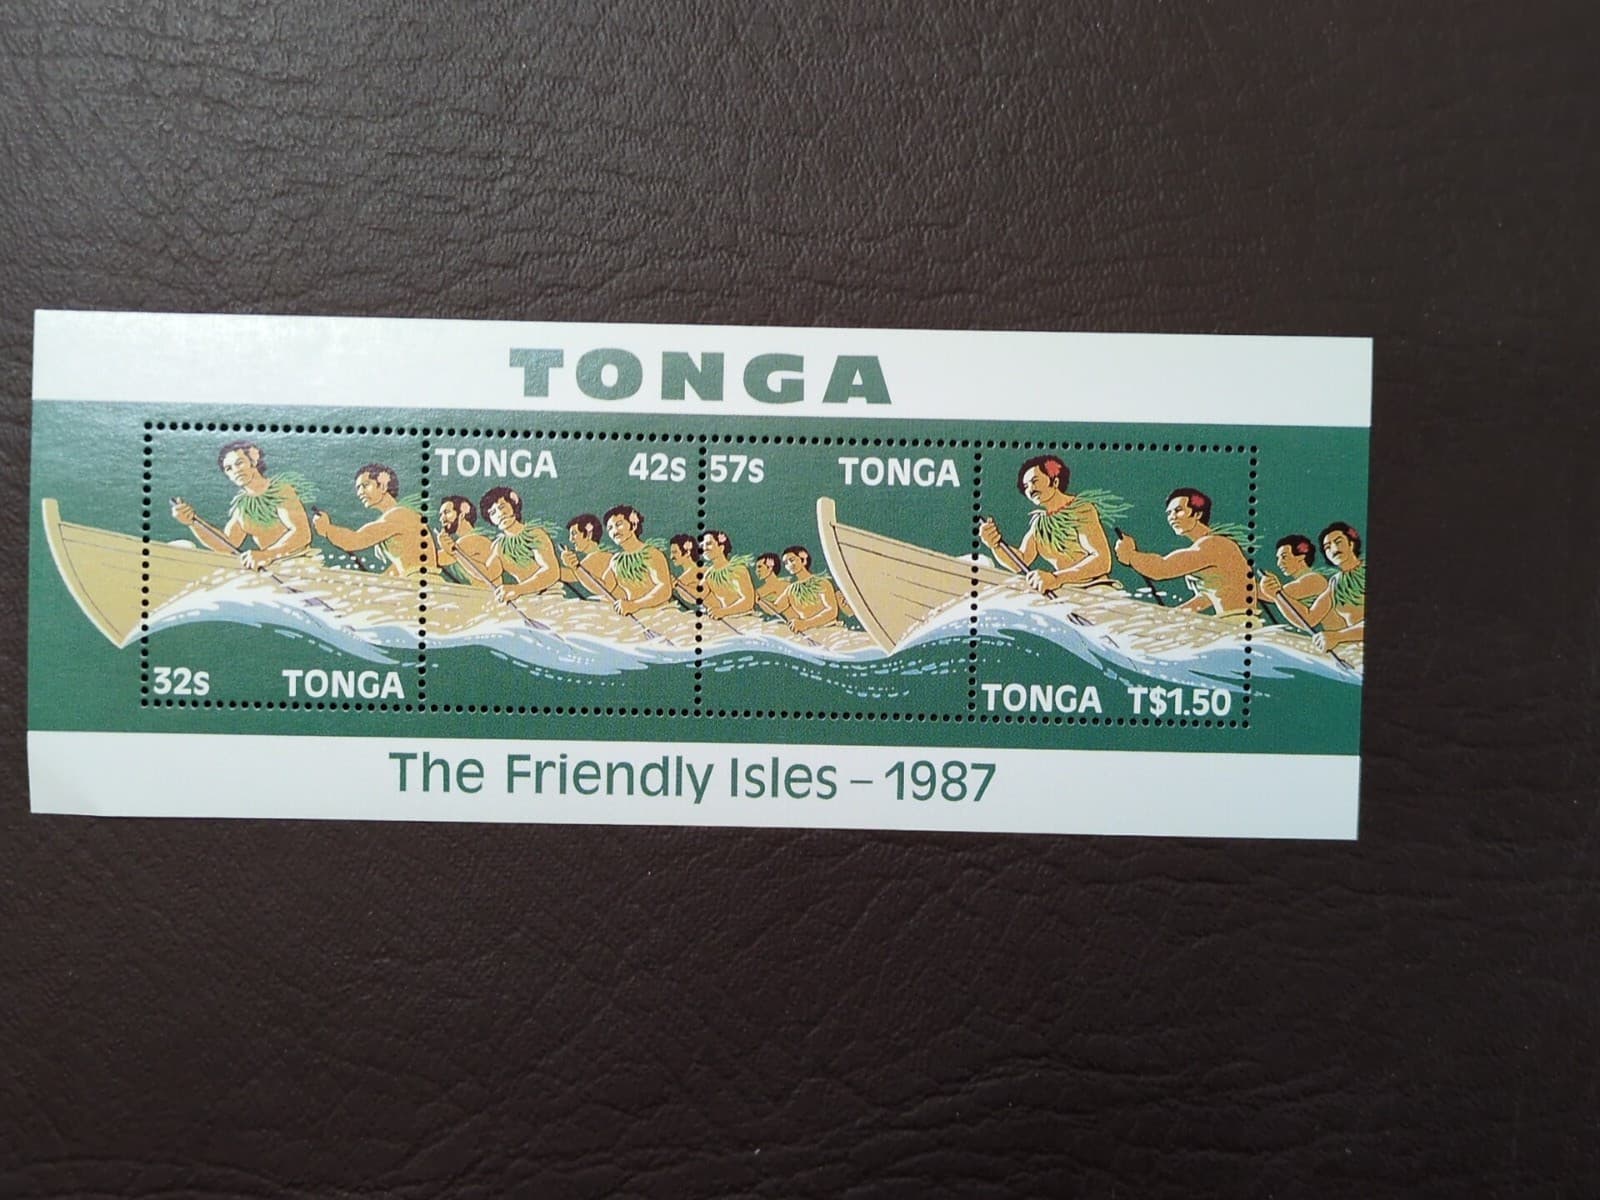 TONGA
TONGA 42s
57s TONGA
32s TONGA
TONGA T$1.50
The Friendly Isles – 1987